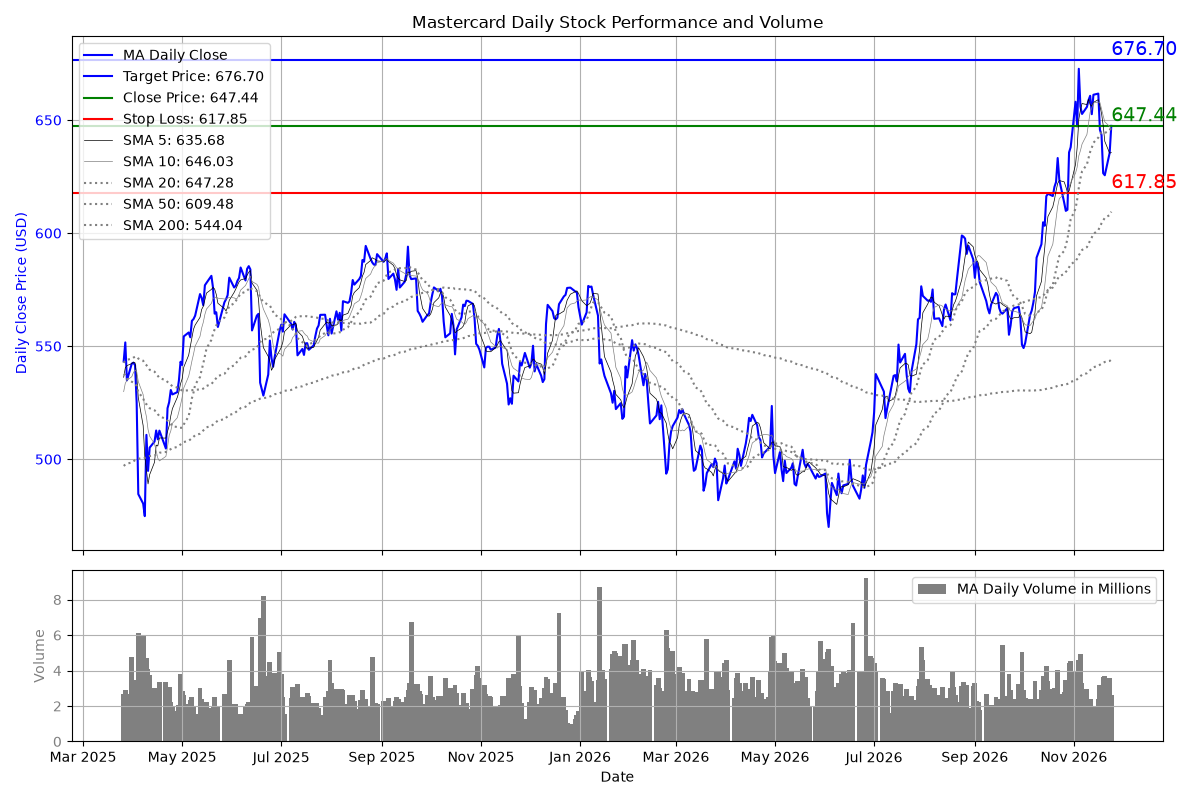 Mastercard Daily Stock Performance and Volume
MA Daily Close
Target Price: 676.70
Close Price: 647.44
Stop Loss: 617.85
SMA 5: 635.68
SMA 10: 646.03
SMA 20: 647.28
SMA 50: 609.48
SMA 200: 544.04
676.70
647.44
617.85
650
600
550
500
Daily Close Price (USD)
MA Daily Volume in Millions
8
6
4
2
0
Volume
Mar 2025 May 2025 Jul 2025 Sep 2025 Nov 2025 Jan 2026 Mar 2026 May 2026 Jul 2026 Sep 2026 Nov 2026
Date